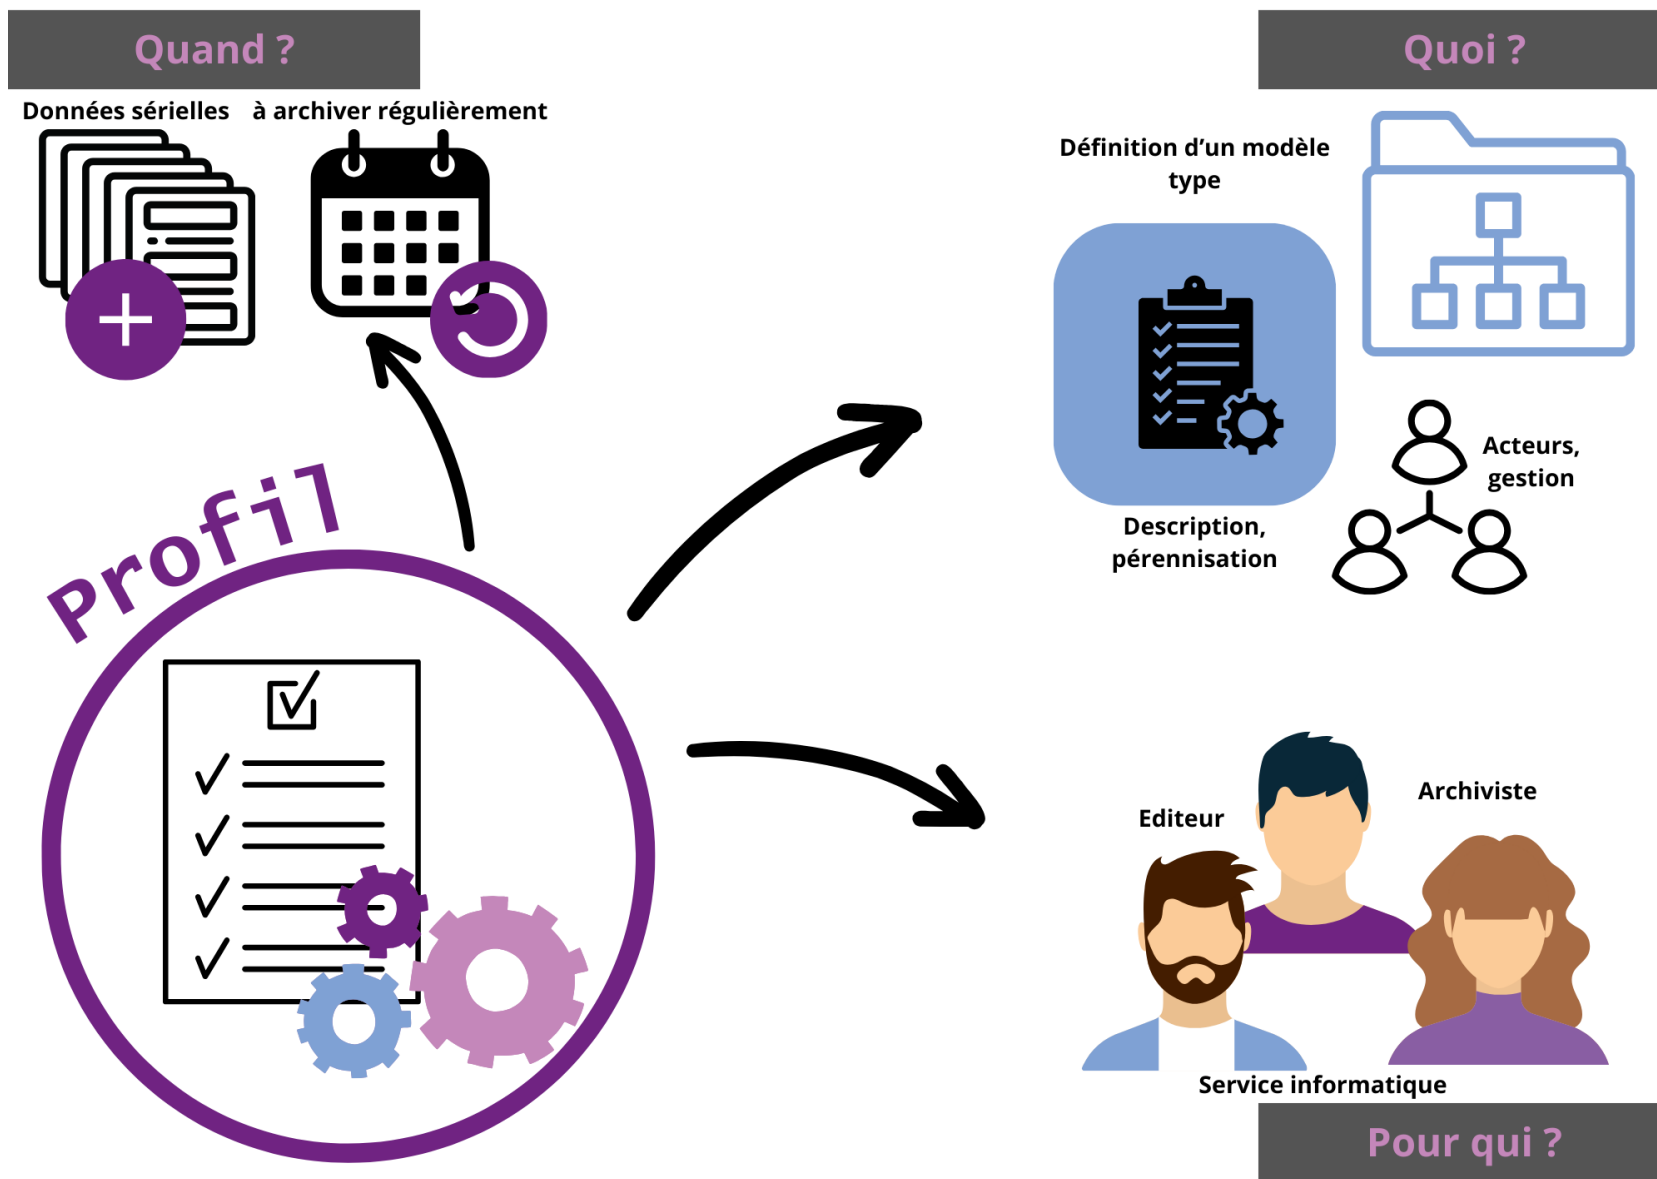 Quand ?
Données sérielles
à archiver régulièrement
Profil
Quoi ?
Définition d’un modèle
type
Description,
pérennisation
Acteurs,
gestion
Editeur
Archiviste
Service informatique
Pour qui ?